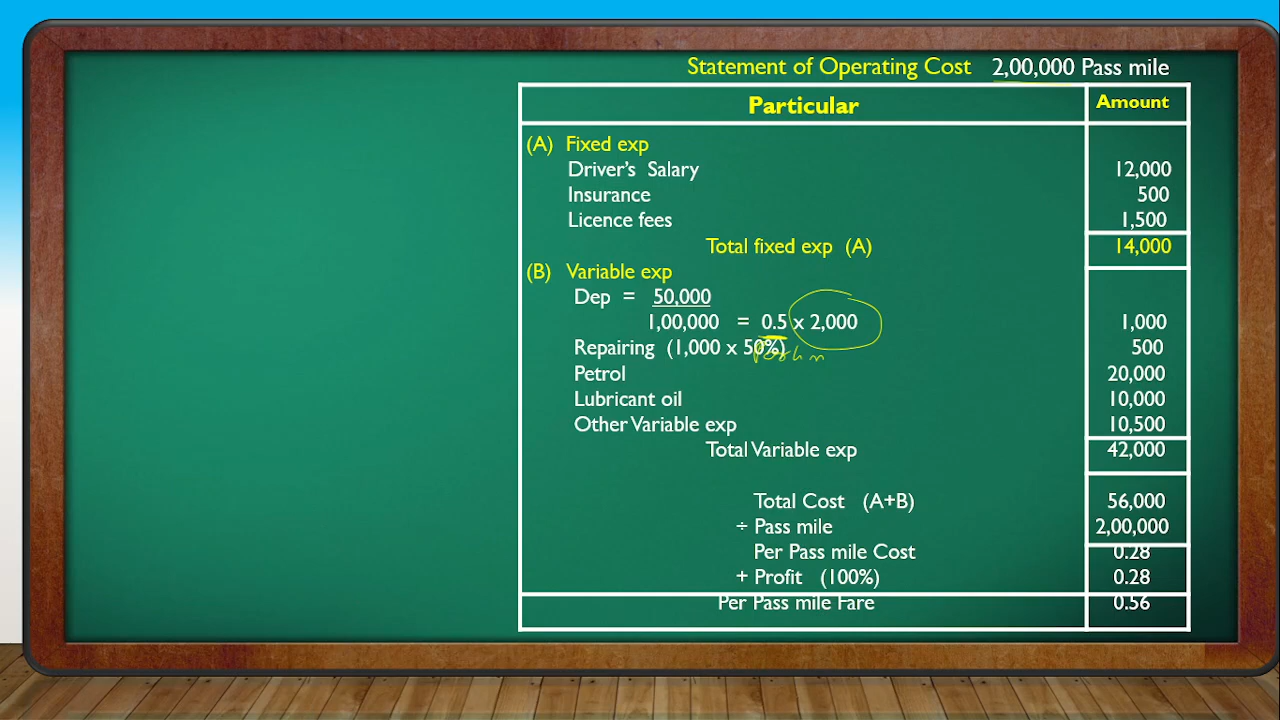 Statement of Operating Cost 2,00,000 Pass mile
Particular Amount
(A) Fixed exp
Driver's Salary 12,000
Insurance 500
Licence fees 1,500
Total fixed exp (A) 14,000
(B) Variable exp
Dep = 50,000
1,00,000 = 0.5 x 2,000 1,000
Repairing (1,000 x 50%) 500
Petrol 20,000
Lubricant oil 10,000
Other Variable exp 10,500
Total Variable exp 42,000
Total Cost (A+B) 56,000
÷ Pass mile 2,00,000
Per Pass mile Cost 0.28
+ Profit (100%) 0.28
Per Pass mile Fare 0.56